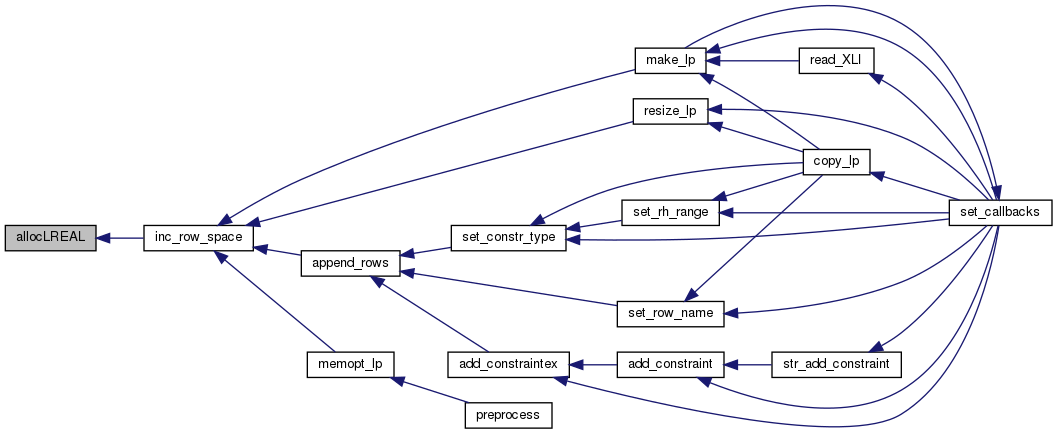 make_lp
read_XLI
resize_lp
copy_lp
set_rh_range
set_callbacks
allocLREAL
inc_row_space
set_constr_type
append_rows
set_row_name
memopt_lp
add_constraintex
add_constraint
str_add_constraint
preprocess